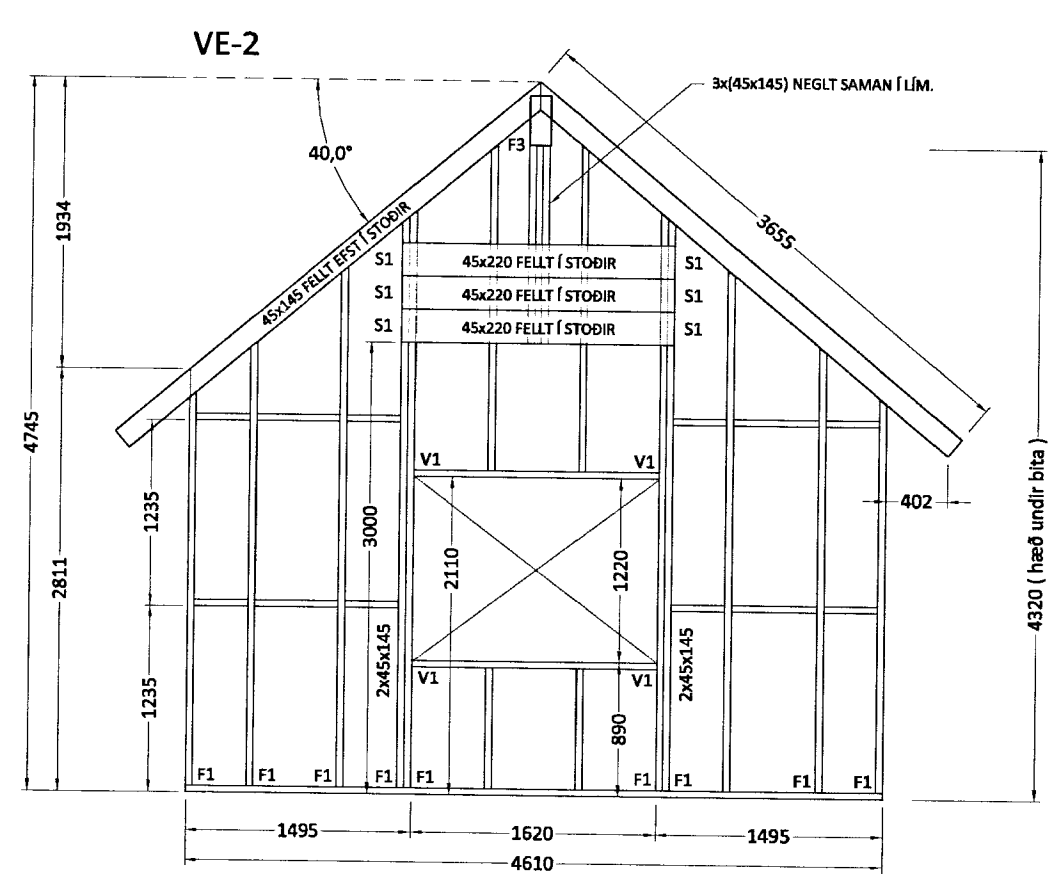 VE-2
3x(45x145) NEGLT SAMAN Í LÍM.
40,0°
F3
1934
3655
45x145 FELLT EFST Í STOÐIR
S1 45x220 FELLT Í STOÐIR S1
S1 45x220 FELLT Í STOÐIR S1
S1 45x220 FELLT Í STOÐIR S1
4745
2811
1235
3000
V1 V1
2110
1220
402
4320 ( hæð undir bita )
1235
2x45x145
V1 V1
2x45x145
890
F1 F1 F1 F1 F1 F1 F1 F1 F1
1495 1620 1495
4610